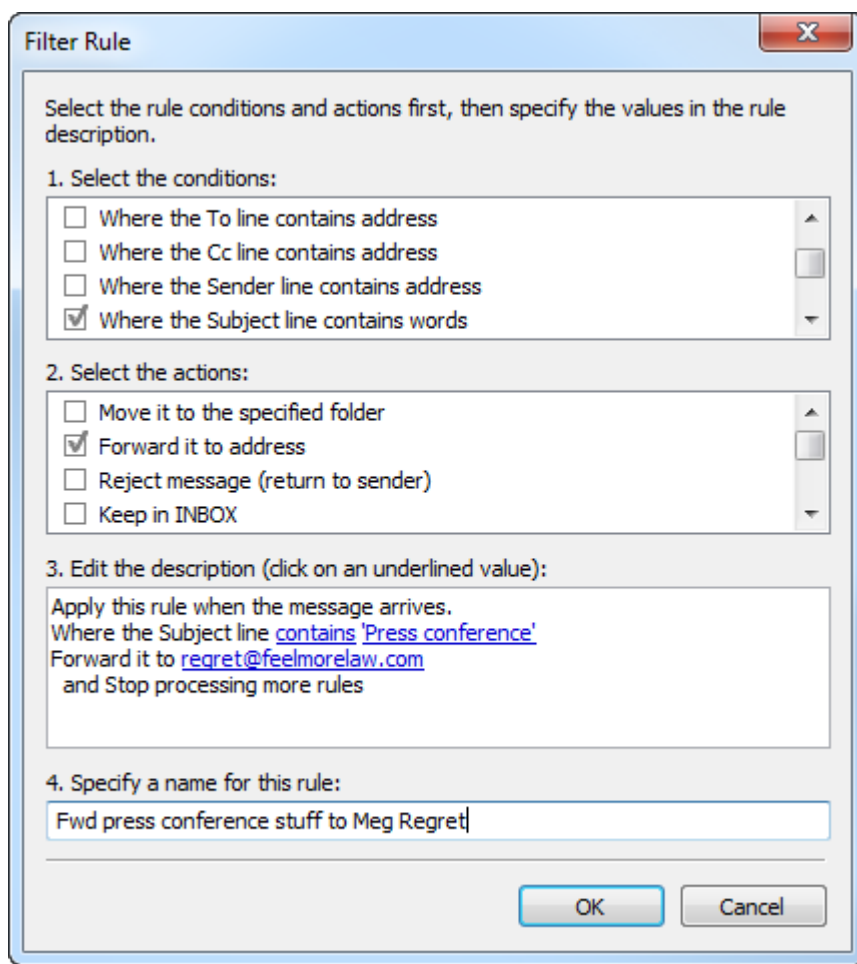 Filter Rule
Select the rule conditions and actions first, then specify the values in the rule
description.
1. Select the conditions:
Where the To line contains address
Where the Cc line contains address
Where the Sender line contains address
Where the Subject line contains words
2. Select the actions:
Move it to the specified folder
Forward it to address
Reject message (return to sender)
Keep in INBOX
3. Edit the description (click on an underlined value):
Apply this rule when the message arrives.
Where the Subject line contains 'Press conference'
Forward it to regret@feelmorelaw.com
and Stop processing more rules
4. Specify a name for this rule:
Fwd press conference stuff to Meg Regret
OK Cancel